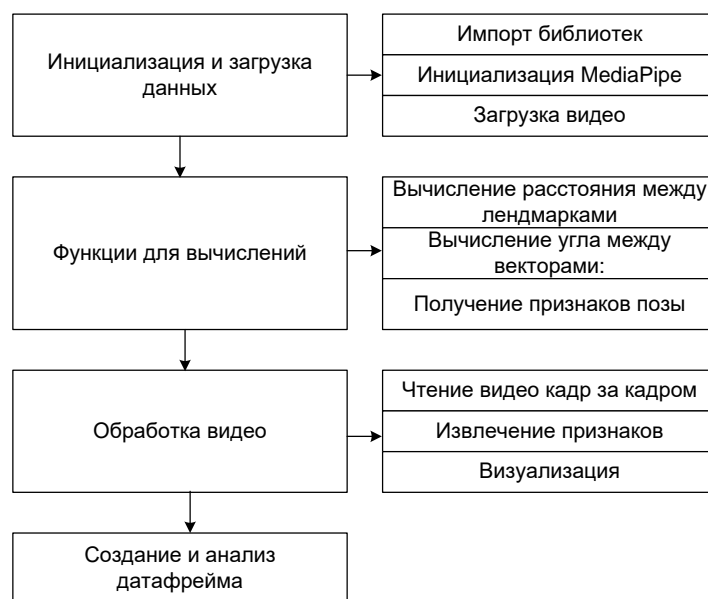 Инициализация и загрузка
данных
Импорт библиотек
Инициализация MediaPipe
Загрузка видео
Функции для вычислений
Вычисление расстояния между
лендмарками
Вычисление угла между
векторами:
Получение признаков позы
Обработка видео
Чтение видео кадр за кадром
Извлечение признаков
Визуализация
Создание и анализ
датафрейма